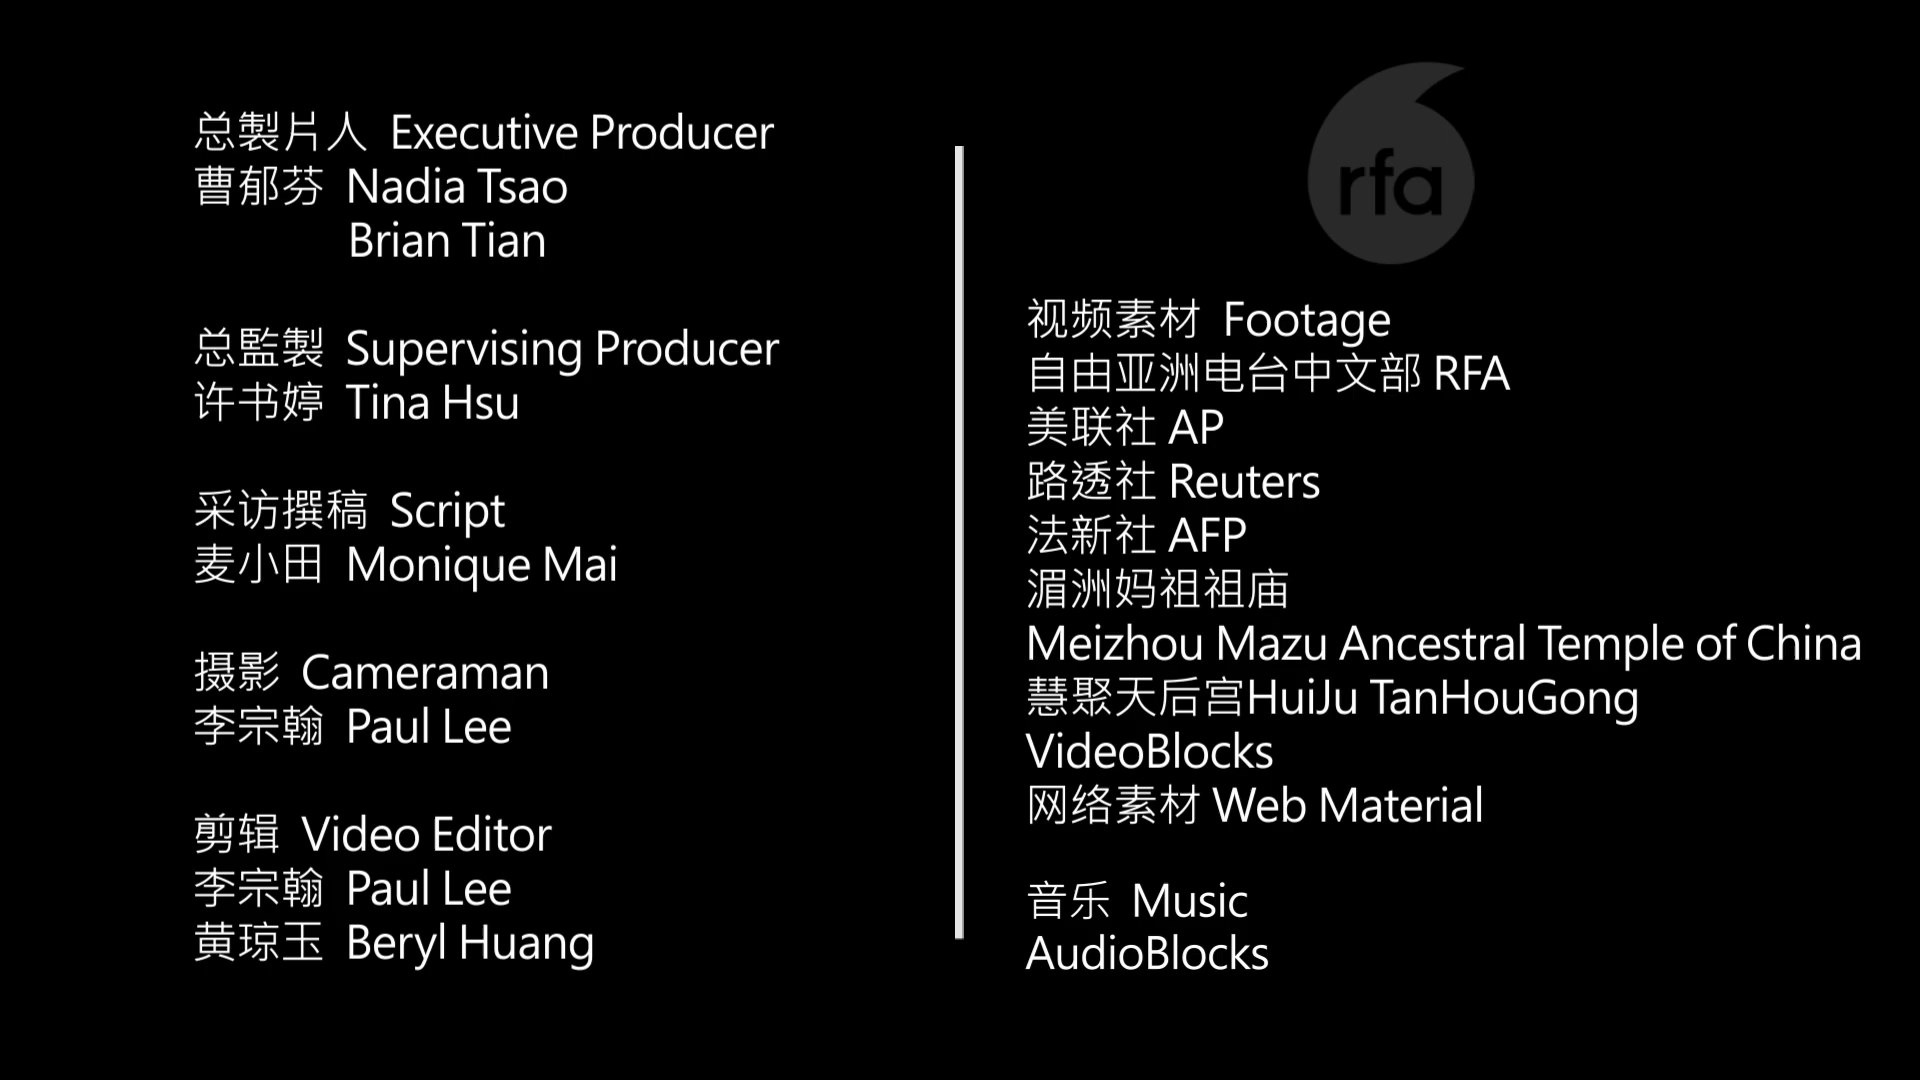 总製片人 Executive Producer
曹郁芬 Nadia Tsao
Brian Tian
总監製 Supervising Producer
许书婷 Tina Hsu
采访撰稿 Script
麦小田 Monique Mai
摄影 Cameraman
李宗翰 Paul Lee
剪辑 Video Editor
李宗翰 Paul Lee
黄琼玉 Beryl Huang
rfa
视频素材 Footage
自由亚洲电台中文部 RFA
美联社 AP
路透社 Reuters
法新社 AFP
湄洲妈祖祖庙
Meizhou Mazu Ancestral Temple of China
慧聚天后宫HuiJu TanHouGong
VideoBlocks
网络素材 Web Material
音乐 Music
AudioBlocks